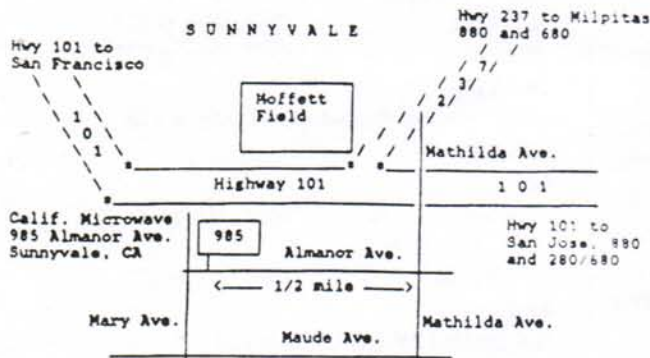 S U N N Y V A L E
Hwy 237 to Milpitas
880 and 680
Hwy 101 to
San Francisco
Moffett
Field
2 3 7
1 0 1
Mathilda Ave.
Highway 101
1 0 1
Calif. Microwave
985 Almanor Ave.
Sunnyvale, CA
985
Almanor Ave.
Hwy 101 to
San Jose, 880
and 280/680
<____ 1/2 mile ____>
Mary Ave.
Mathilda Ave.
Maude Ave.